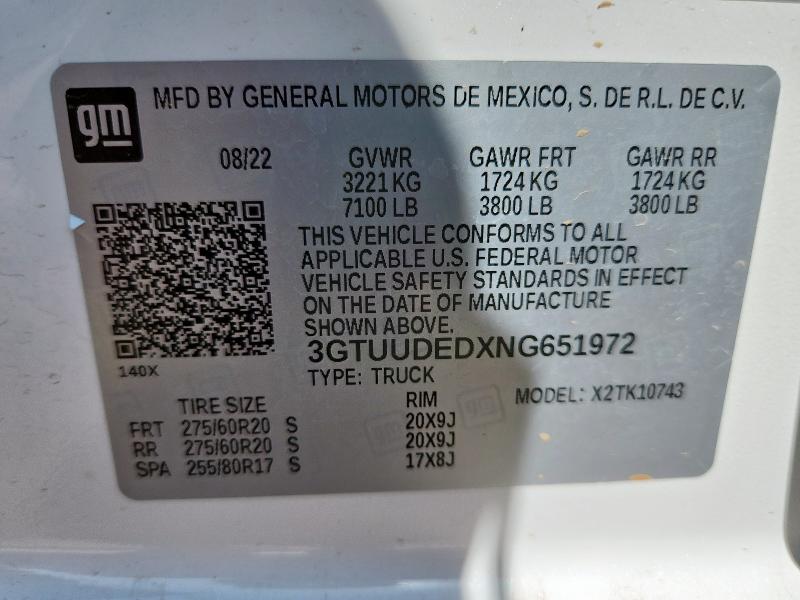 gm
MFD BY GENERAL MOTORS DE MEXICO, S. DE R.L. DE C.V.
08/22 GVWR GAWR FRT GAWR RR
3221 KG 1724 KG 1724 KG
7100 LB 3800 LB 3800 LB
THIS VEHICLE CONFORMS TO ALL
APPLICABLE U.S. FEDERAL MOTOR
VEHICLE SAFETY STANDARDS IN EFFECT
ON THE DATE OF MANUFACTURE
SHOWN ABOVE.
3GTUUDEDXNG651972
140X
TYPE: TRUCK
MODEL: X2TK10743
TIRE SIZE RIM
FRT 275/60R20 S 20X9J
RR 275/60R20 S 20X9J
SPA 255/80R17 S 17X8J